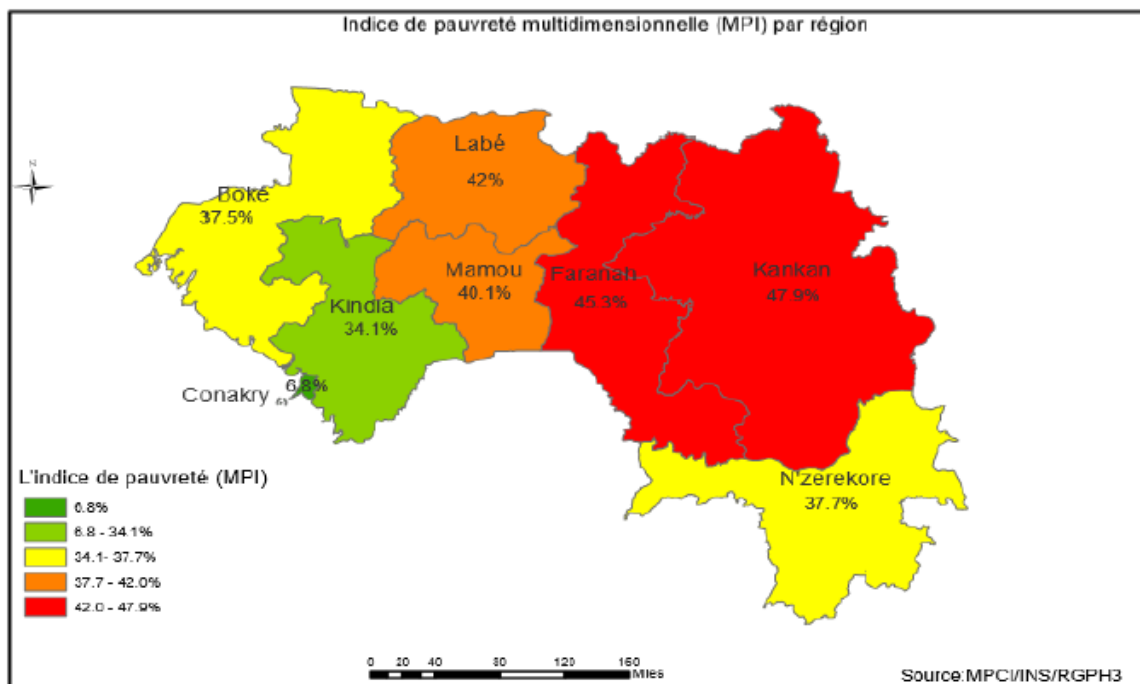 Indice de pauvreté multidimensionnelle (MPI) par région
N
Labé
42%
Boké
37.5%
Mamou
40.1%
Faranah
45.3%
Kankan
47.9%
Kindia
34.1%
6.8%
Conakry
N'zerekore
37.7%
L'indice de pauvreté (MPI)
6.8%
6.8 - 34.1%
34.1- 37.7%
37.7 - 42.0%
42.0 - 47.9%
0 20 40 80 120 160
Miles
Source:MPCI/INS/RGPH3